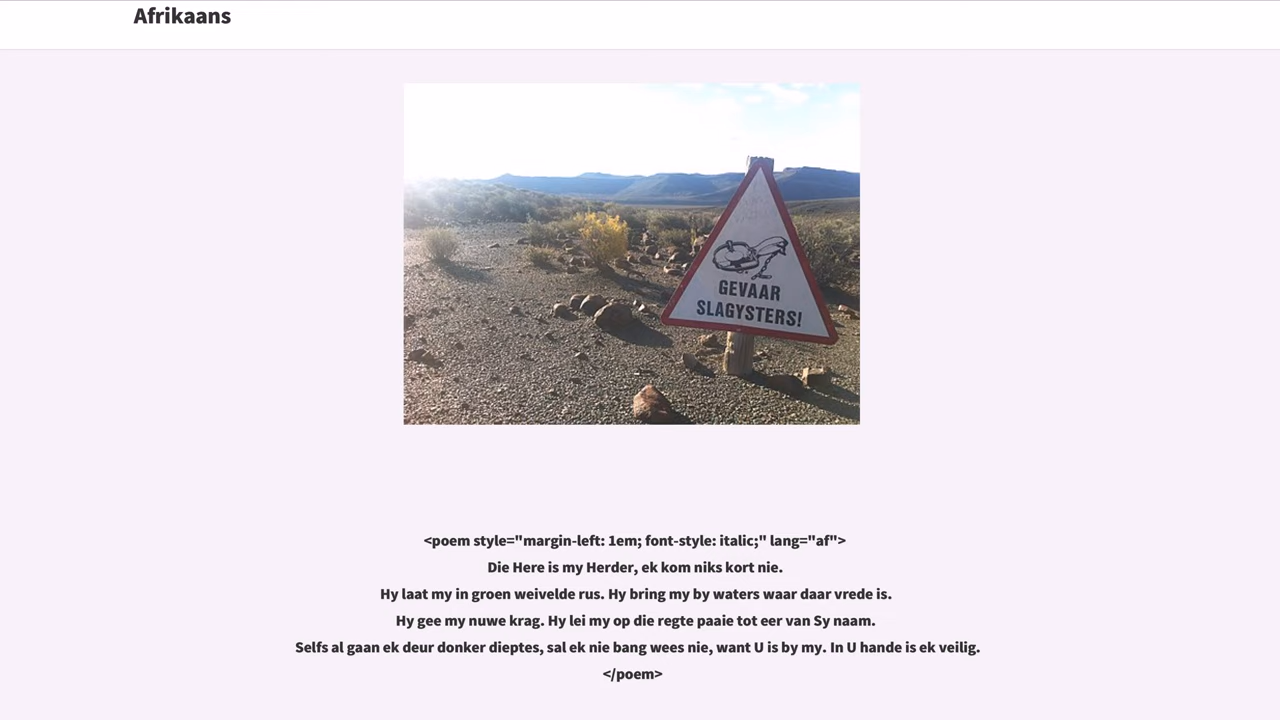 Afrikaans
GEVAAR
SLAGYSTERS!
<poem style="margin-left: 1em; font-style: italic;" lang="af">
Die Here is my Herder, ek kom niks kort nie.
Hy laat my in groen weivelde rus. Hy bring my by waters waar daar vrede is.
Hy gee my nuwe krag. Hy lei my op die regte paaie tot eer van Sy naam.
Selfs al gaan ek deur donker dieptes, sal ek nie bang wees nie, want U is by my. In U hande is ek veilig.
</poem>